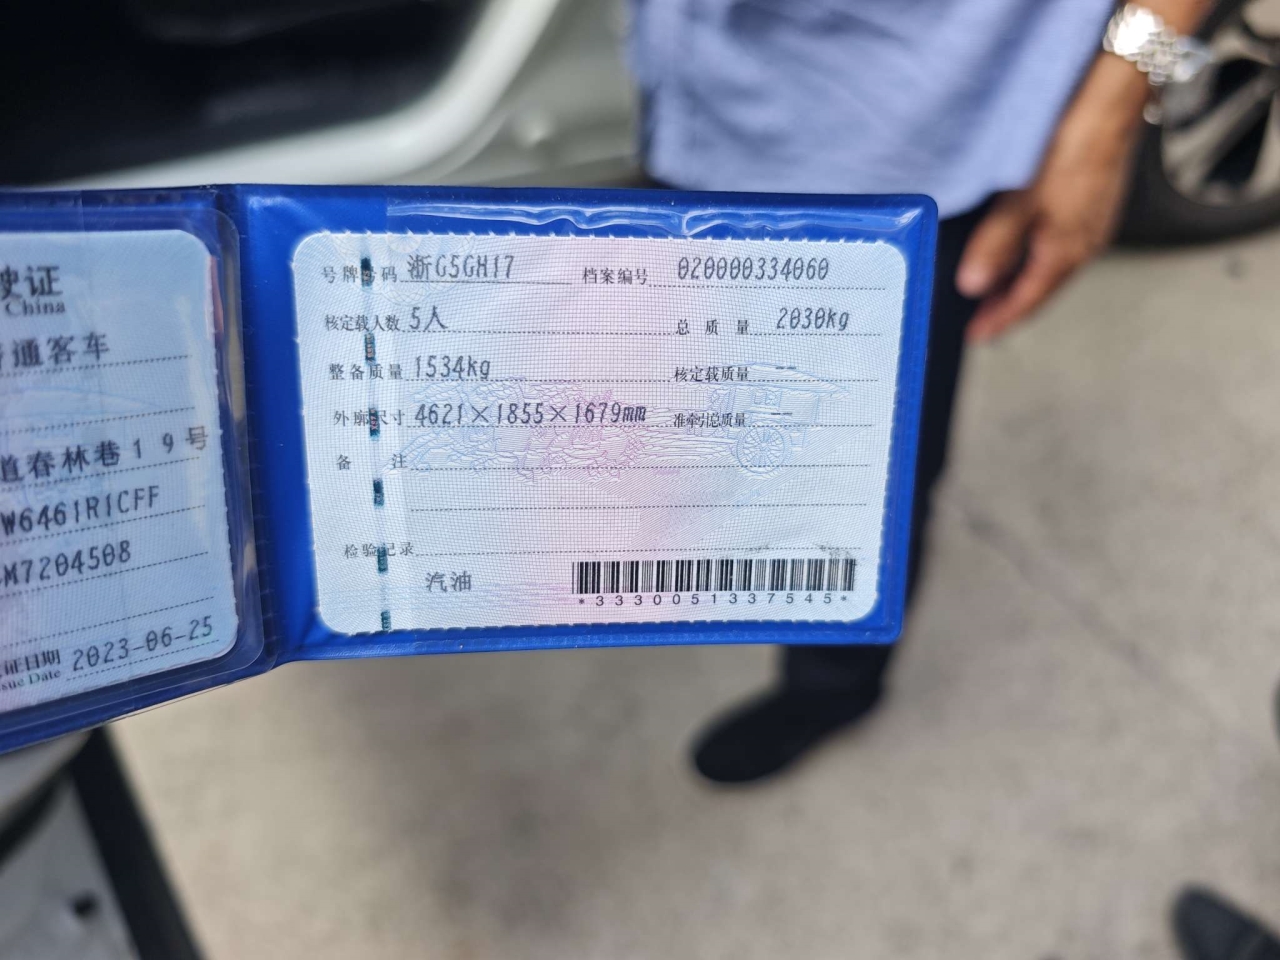 驶证
China
普通客车
道春林巷19号
W6461R1CFF
M7204508
证日期 2023-06-25
sue Date
号牌号码 浙G5GH17 档案编号 020000334060
核定载人数 5人 总质量 2030kg
整备质量 1534kg 核定载质量 --
外廓尺寸 4621×1855×1679mm 准牵引总质量 --
备注
检验记录
汽油
*3330051337545*